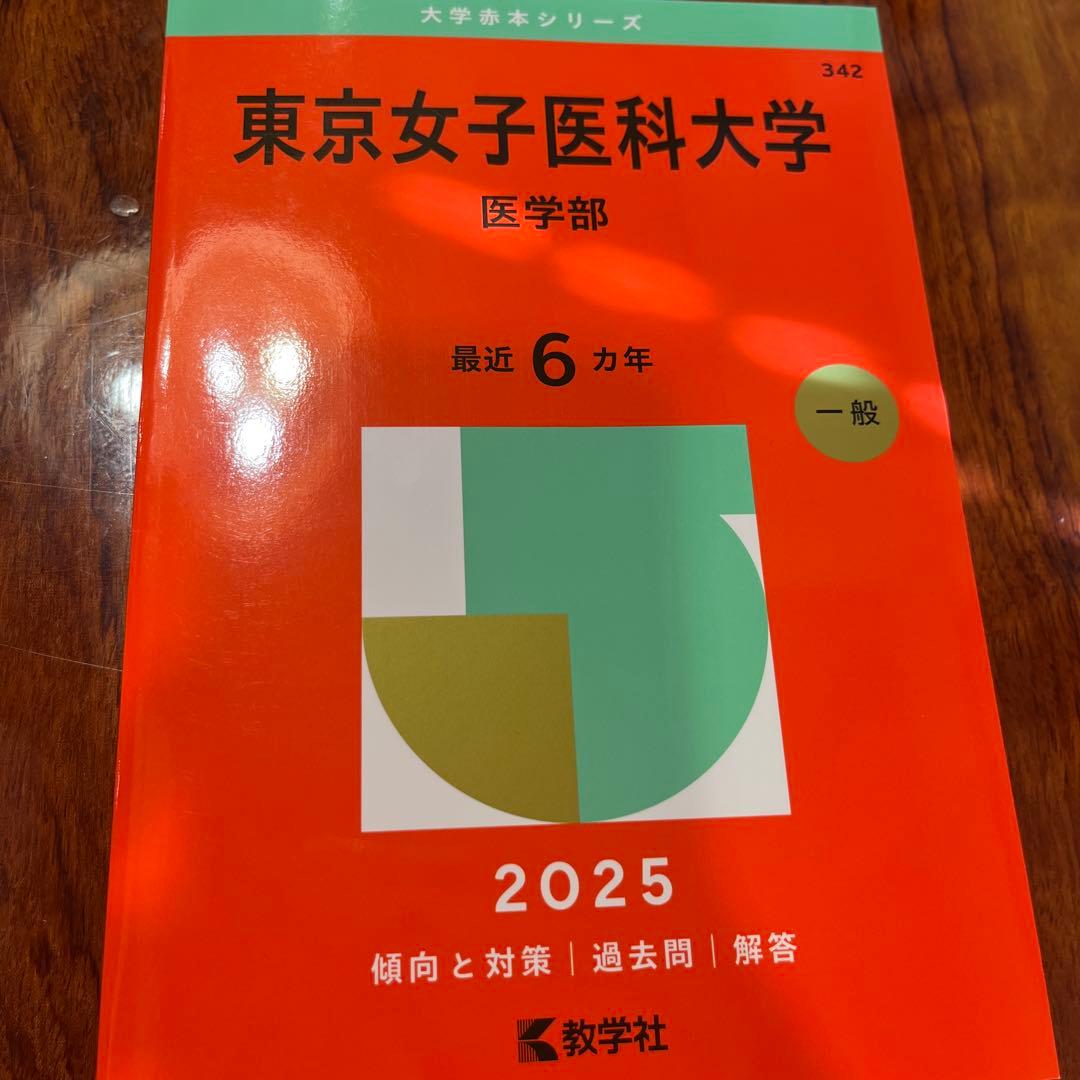 大学赤本シリーズ
342
東京女子医科大学
医学部
最近 6 カ年
一般
2025
傾向と対策｜過去問｜解答
教学社